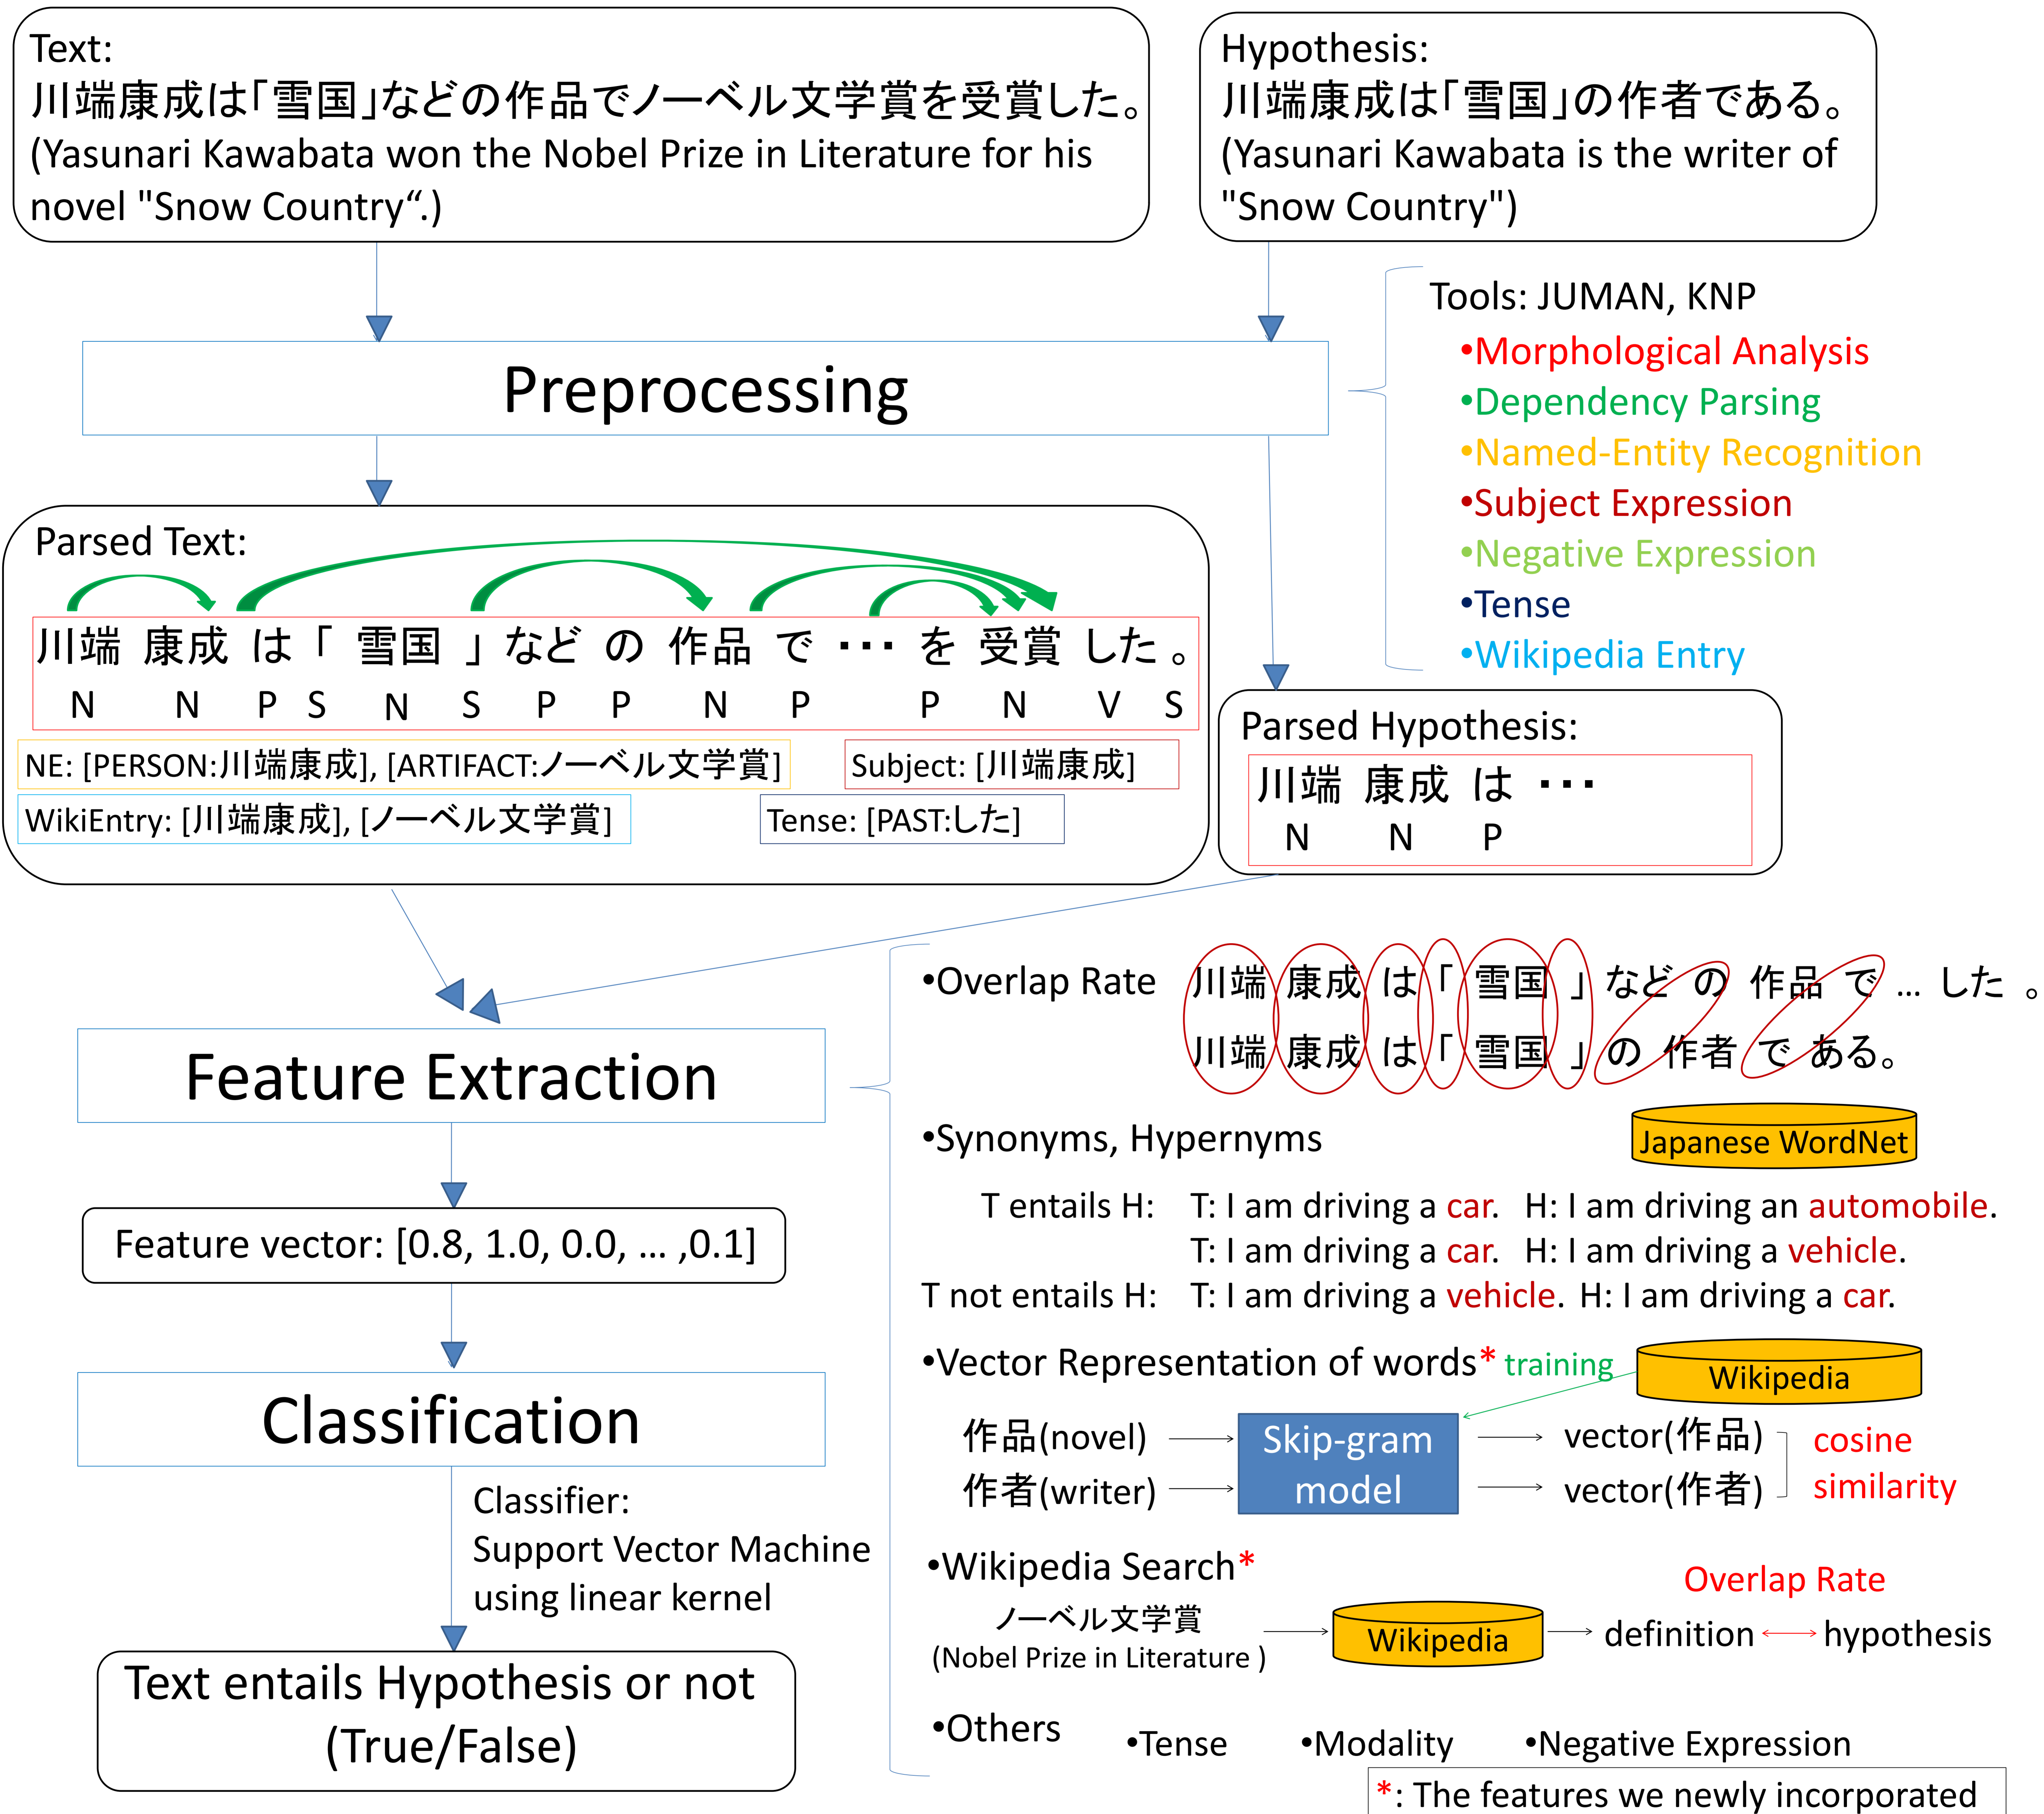 Text:
川端康成は「雪国」などの作品でノーベル文学賞を受賞した。
(Yasunari Kawabata won the Nobel Prize in Literature for his
novel "Snow Country“.)
Hypothesis:
川端康成は「雪国」の作者である。
(Yasunari Kawabata is the writer of
"Snow Country")
Preprocessing
Tools: JUMAN, KNP
•Morphological Analysis
•Dependency Parsing
•Named-Entity Recognition
•Subject Expression
•Negative Expression
•Tense
•Wikipedia Entry
Parsed Text:
川端 康成 は 「 雪国 」 など の 作品 で ・・・ を 受賞 した 。
N N P S N S P P N P P N V S
NE: [PERSON:川端康成], [ARTIFACT:ノーベル文学賞]
Subject: [川端康成]
WikiEntry: [川端康成], [ノーベル文学賞]
Tense: [PAST:した]
Parsed Hypothesis:
川端 康成 は ・・・
N N P
Feature Extraction
Feature vector: [0.8, 1.0, 0.0, ... ,0.1]
Classification
Classifier:
Support Vector Machine
using linear kernel
Text entails Hypothesis or not
(True/False)
•Overlap Rate
川端 康成 は 「 雪国 」 など の 作品 で ... した 。
川端 康成 は 「 雪国 」 の 作者 で ある。
•Synonyms, Hypernyms
Japanese WordNet
T entails H: T: I am driving a car. H: I am driving an automobile.
T: I am driving a car. H: I am driving a vehicle.
T not entails H: T: I am driving a vehicle. H: I am driving a car.
•Vector Representation of words* training
Wikipedia
作品(novel)
作者(writer)
Skip-gram
model
vector(作品)
vector(作者)
cosine
similarity
•Wikipedia Search*
ノーベル文学賞
(Nobel Prize in Literature )
Wikipedia
Overlap Rate
definition
hypothesis
•Others
•Tense
•Modality
•Negative Expression
*: The features we newly incorporated